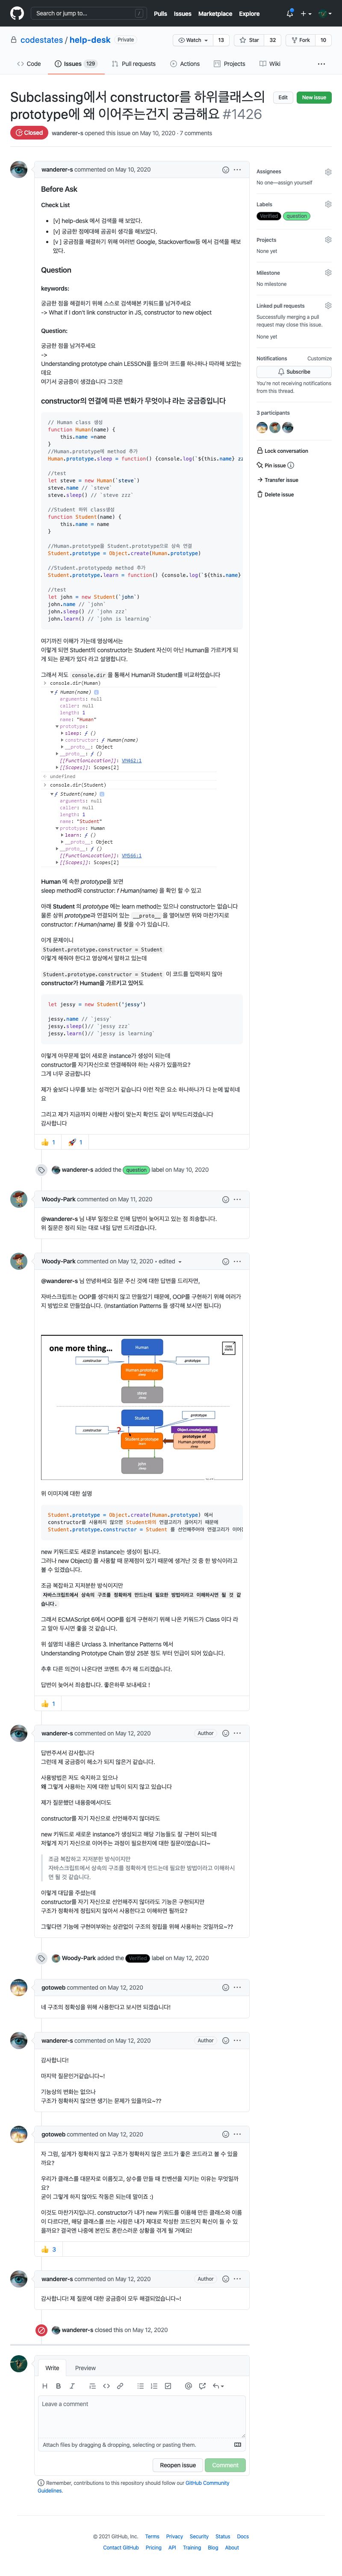 Search or jump to...
/
Pulls Issues Marketplace Explore
codestates / help-desk Private
Watch 13 Star 32 Fork 10
Code Issues 129 Pull requests Actions Projects Wiki
Subclassing에서 constructor를 하위클래스의
프로토타입에 왜 이어주는건지 궁금해요 #1426
Edit New issue
Closed wanderer-s opened this issue on May 10, 2020 · 7 comments
wanderer-s commented on May 10, 2020
Before Ask
Check List
[v] help-desk 에서 검색을 해 보았다.
[v] 궁금한 점에대해 곰곰히 생각을 해보았다.
[v ] 궁금점을 해결하기 위해 여러번 Google, Stackoverflow등 에서 검색을 해보았다.
Question
keywords:
궁금한 점을 해결하기 위해 스스로 검색해본 키워드를 남겨주세요
-> What if I don't link constructor in JS, constructor to new object
Question:
궁금한 점을 남겨주세요
->
Understanding prototype chain LESSON을 들으며 코드를 하나하나 따라해 보았는
데요
여기서 궁금증이 생겼습니다 그것은
constructor의 연결에 따른 변화가 무엇이냐 라는 궁금증입니다
// Human class 생성
function Human(name) {
this.name =name
}
//Human.prototype에 method 추가
Human.prototype.sleep = function() {console.log(`${this.name} zz
//test
let steve = new Human(`steve`)
steve.name // `steve`
steve.sleep() // `steve zzz`
//Student 하위 class생성
function Student(name) {
this.name = name
}
//Human.prototype을 Student.prototype으로 상속 연결
Student.prototype = Object.create(Human.prototype)
//Student.prototype에p method 추가
Student.prototype.learn = function() {console.log(`${this.name}
//test
let john = new Student(`john`)
john.name // `john`
john.sleep() // `john zzz`
john.learn() // `john is learning`
여기까진 이해가 가는데 영상에서는
이렇게 되면 Student의 constructor는 Student 자신이 아닌 Human을 가르키게 되
게 되는 문제가 있다 라고 설명합니다.
그래서 저도 console.dir 을 통해서 Human과 Student를 비교하였습니다
console.dir(Human)
ƒ Human(name)
arguments: null
caller: null
length: 1
name: "Human"
prototype:
sleep: ƒ ()
constructor: ƒ Human(name)
__proto__: Object
__proto__: ƒ ()
[[FunctionLocation]]: VM462:1
[[Scopes]]: Scopes[2]
undefined
console.dir(Student)
ƒ Student(name)
arguments: null
caller: null
length: 1
name: "Student"
prototype: Human
learn: ƒ ()
__proto__: Object
__proto__: ƒ ()
[[FunctionLocation]]: VM566:1
[[Scopes]]: Scopes[2]
Human 에 속한 prototype을 보면
sleep method와 constructor: f Human(name) 을 확인 할 수 있고
아래 Student 의 prototype 에는 learn method는 있으나 constructor는 없습니다
물론 상위 prototype과 연결되어 있는 __proto__ 을 열어보면 위와 마찬가지로
constructor: f Human(name) 를 찾을 수가 있습니다.
이게 문제이니
Student.prototype.constructor = Student
이렇게 해줘야 한다고 영상에서 말하고 있는데
Student.prototype.constructor = Student 이 코드를 입력하지 않아
constructor가 Human을 가르키고 있어도
let jessy = new Student('jessy')
jessy.name // `jessy`
jessy.sleep()// `jessy zzz`
jessy.learn()// `jessy is learning`
이렇게 아무문제 없이 새로운 instance가 생성이 되는데
constructor를 자기자신으로 연결해줘야 하는 사유가 있을까요?
그게 너무 궁금합니다
제가 숲보다 나무를 보는 성격인거 같습니다 이런 작은 요소 하나하나가 다 눈에 밟히네
요
그리고 제가 지금까지 이해한 사항이 맞는지 확인도 같이 부탁드리겠습니다
감사합니다
👍 1 🚀 1
wanderer-s added the question label on May 10, 2020
Woody-Park commented on May 11, 2020
@wanderer-s 님 내부 일정으로 인해 답변이 늦어지고 있는 점 죄송합니다.
위 질문은 정리 되는 대로 내일 답변 드리겠습니다.
Woody-Park commented on May 12, 2020 • edited
@wanderer-s 님 안녕하세요 질문 주신 것에 대한 답변을 드리자면,
자바스크립트는 OOP를 생각하지 않고 만들었기 때문에, OOP를 구현하기 위해 여러가
지 방법으로 만들었습니다. (Instantiation Patterns 을 생각해 보시면 됩니다)
one more thing...
CODE STATES
Human
constructor
prototype
Human.prototype
sleep
steve
Student
prototype
constructor
?
Object.create(proto)
Student.prototype
prototype of
Human.prototype
john
위 이미지에 대한 설명
Student.prototype = Object.create(Human.prototype) 에서
constructor를 사용하지 않으면 Student와의 연결고리가 끊어지기 때문에
Student.prototype.constructor = Student 를 선언해주어야 연결고리가 이어
new 키워드로도 새로운 instance는 생성이 됩니다.
그러나 new Object() 를 사용할 때 문제점이 있기 때문에 생겨난 것 중 한 방식이라고
볼 수 있겠습니다.
조금 복잡하고 지저분한 방식이지만
자바스크립트에서 상속의 구조를 정확하게 만드는데 필요한 방법이라고 이해하시면 될 것 같
습니다.
그래서 ECMAScript 6에서 OOP를 쉽게 구현하기 위해 나온 키워드가 Class 이다 라
고 알아 두시면 좋을 것 같습니다.
위 설명의 내용은 Urclass 3. Inheritance Patterns 에서
Understanding Prototype Chain 영상 25분 정도 부터 언급이 되어 있습니다.
추후 다른 의견이 나온다면 코멘트 추가 해 드리겠습니다.
답변이 늦어서 죄송합니다. 좋은하루 보내세요 !
👍 1
wanderer-s commented on May 12, 2020 Author
답변주셔서 감사합니다
그런데 제 궁금증이 해소가 되지 않은거 같습니다.
사용방법은 저도 숙지하고 있으나
왜 그렇게 사용하는 지에 대한 납득이 되지 않고 있습니다
제가 질문했던 내용중에서더도
constructor를 자기 자신으로 선언해주지 않더라도
new 키워드로 새로운 instance가 생성되고 해당 기능들도 잘 구현이 되는데
저렇게 자기 자신으로 이어주는 과정이 필요한지에 대한 질문이었습니다~
조금 복잡하고 지저분한 방식이지만
자바스크립트에서 상속의 구조를 정확하게 만드는데 필요한 방법이라고 이해하시
면 될 것 같습니다.
이렇게 대답을 주셨는데
constructor를 자기 자신으로 선언해주지 않더라도 기능은 구현되지만
구조가 정확하게 정립되지 않아서 사용한다고 이해하면 될까요?
그렇다면 기능에 구현여부와는 상관없이 구조의 정립을 위해 사용하는 것일까요~??
Woody-Park added the Verified label on May 12, 2020
gotoweb commented on May 12, 2020
네 구조의 정확성을 위해 사용한다고 보시면 되겠습니다!
wanderer-s commented on May 12, 2020 Author
감사합니다!
마지막 질문인거같습니다~!
기능상의 변화는 없으나
구조가 정확하지 않으면 생기는 문제가 있을까요~??
gotoweb commented on May 12, 2020
자 그럼, 설계가 정확하지 않고 구조가 정확하지 않은 코드가 좋은 코드라고 볼 수 있을
까요?
우리가 클래스를 대문자로 이름짓고, 상수를 만들 때 컨벤션을 지키는 이유는 무엇일까
요?
굳이 그렇게 하지 않아도 작동은 되는데 말이죠 :)
이것도 마찬가지입니다. constructor가 내가 new 키워드를 이용해 만든 클래스와 이름
이 다르다면, 해당 클래스를 쓰는 사람은 내가 제대로 작성한 코드인지 확신이 들 수 있
을까요? 결국엔 나중에 본인도 혼란스러운 상황을 겪게 될 거예요!
👍 3
wanderer-s commented on May 12, 2020 Author
감사합니다! 제 질문에 대한 궁금증이 모두 해결되었습니다~!
wanderer-s closed this on May 12, 2020
Write Preview
Leave a comment
Attach files by dragging & dropping, selecting or pasting them.
Reopen issue Comment
Remember, contributions to this repository should follow our GitHub Community
Guidelines.
Assignees
No one—assign yourself
Labels
Verified question
Projects
None yet
Milestone
No milestone
Linked pull requests
Successfully merging a pull
request may close this issue.
None yet
Notifications Customize
Subscribe
You're not receiving notifications
from this thread.
3 participants
Lock conversation
Pin issue
Transfer issue
Delete issue
© 2021 GitHub, Inc. Terms Privacy Security Status Docs
Contact GitHub Pricing API Training Blog About